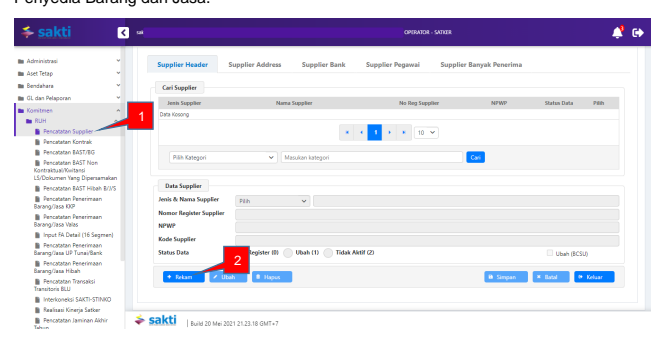 Penyedia Barang dan Jasa.
sakti
sak
OPERATOR - SATKER
Administrasi
Aset Tetap
Bendahara
GL dan Pelaporan
Komitmen
RUH
Pencatatan Supplier
Pencatatan Kontrak
Pencatatan BAST/BG
Pencatatan BAST Non
Kontraktual/Kwitansi
LS/Dokumen Yang Dipersamakan
Pencatatan BAST Hibah B/J/S
Pencatatan Penerimaan
Barang/Jasa KKP
Pencatatan Penerimaan
Barang/Jasa Valas
Input FA Detail (16 Segmen)
Pencatatan Penerimaan
Barang/Jasa UP Tunai/Bank
Pencatatan Penerimaan
Barang/Jasa Hibah
Pencatatan Transaksi
Transitoris BLU
Interkoneksi SAKTI-STINKO
Realisasi Kinerja Satker
Pencatatan Jaminan Akhir
Tahun
1
Supplier Header Supplier Address Supplier Bank Supplier Pegawai Supplier Banyak Penerima
Cari Supplier
Jenis Supplier Nama Supplier No Reg Supplier NPWP Status Data Pilih
Data Kosong
1 10
Pilih Kategori Masukan kategori Cari
Data Supplier
Jenis & Nama Supplier Pilih
Nomor Register Supplier
NPWP
Kode Supplier
Status Data Register (0) Ubah (1) Tidak Aktif (2) Ubah (BCSU)
2
+ Rekam Ubah Hapus Simpan Batal Keluar
sakti Build 20 Mei 2021 21.23.18 GMT+7